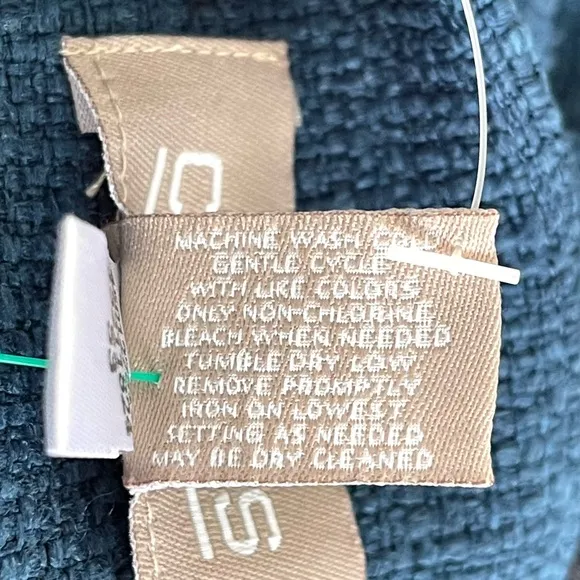 MACHINE WASH COLD
GENTLE CYCLE
WITH LIKE COLORS
ONLY NON-CHLORINE
BLEACH WHEN NEEDED
TUMBLE DRY LOW
REMOVE PROMPTLY
IRON ON LOWEST
SETTING AS NEEDED
MAY BE DRY CLEANED